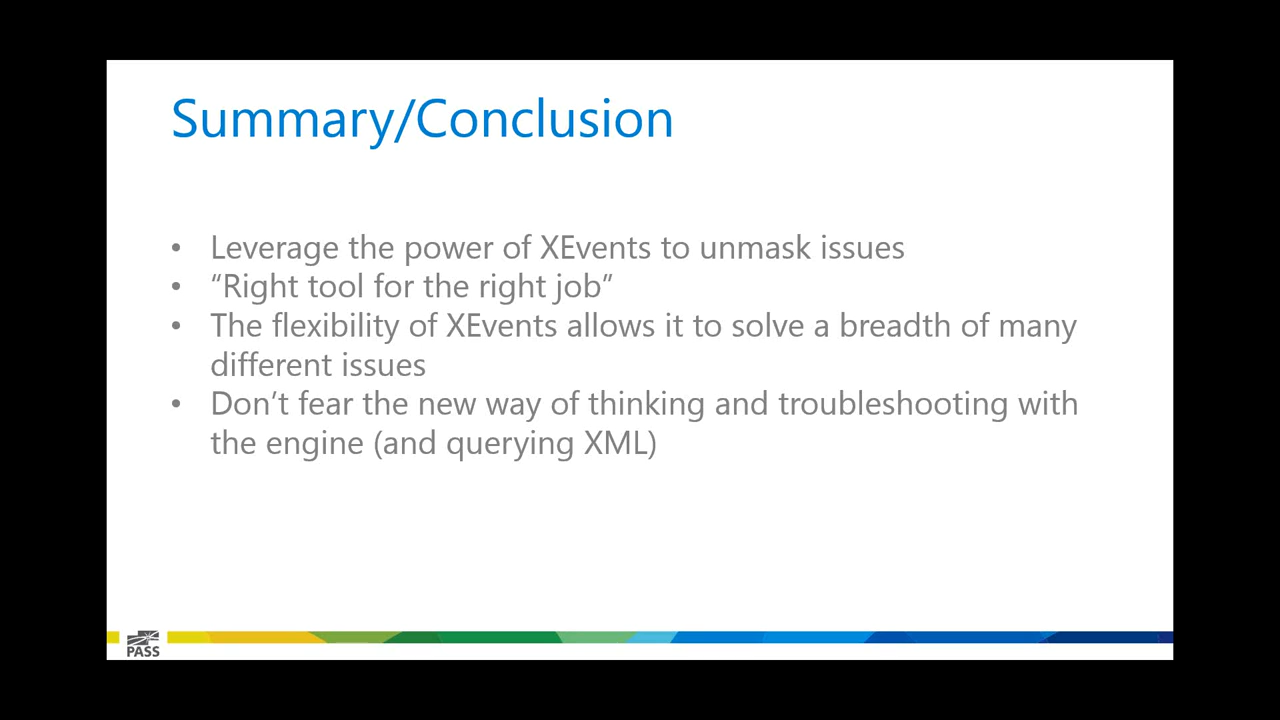 Summary/Conclusion
• Leverage the power of XEvents to unmask issues
• “Right tool for the right job”
• The flexibility of XEvents allows it to solve a breadth of many
different issues
• Don’t fear the new way of thinking and troubleshooting with
the engine (and querying XML)
PASS